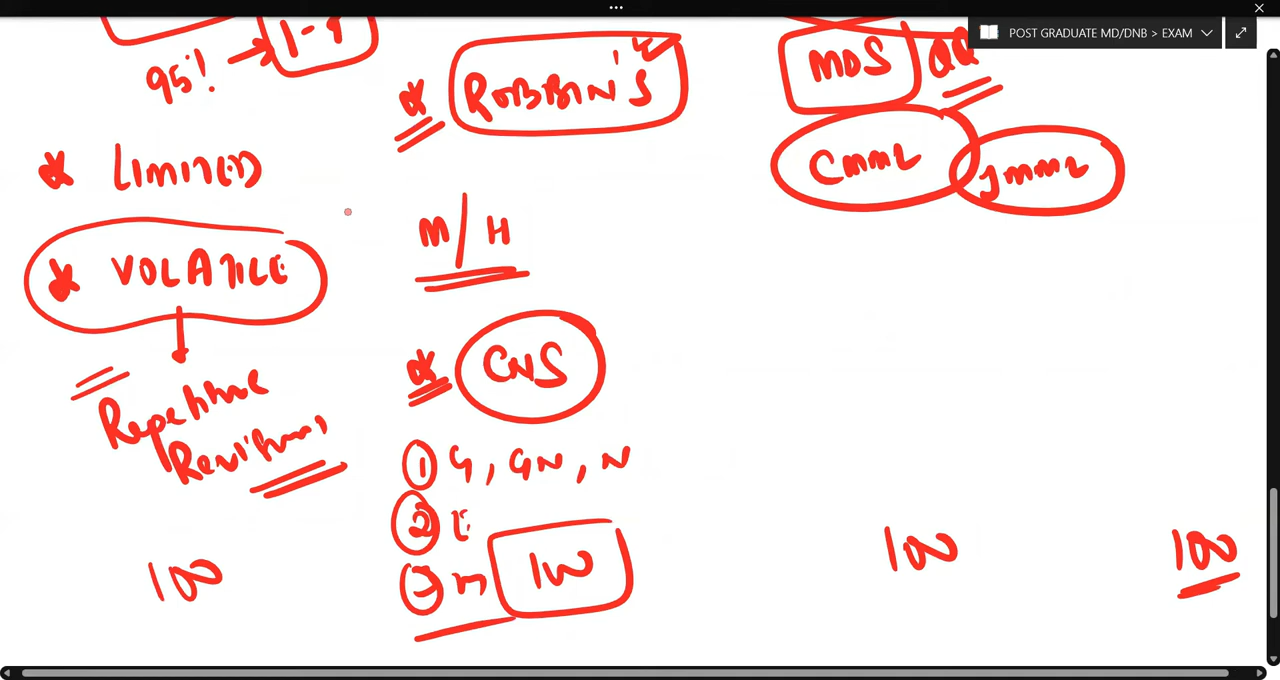 POST GRADUATE MD/DNB > EXAM
1-9
95!
* LIMITED
* VOLATILE
Repetitive
Revisions
100
* ROBBIN'S
M/H
* CNS
① G, GN, N
② E
③ M
100
MDS
CMML JMML
100
100